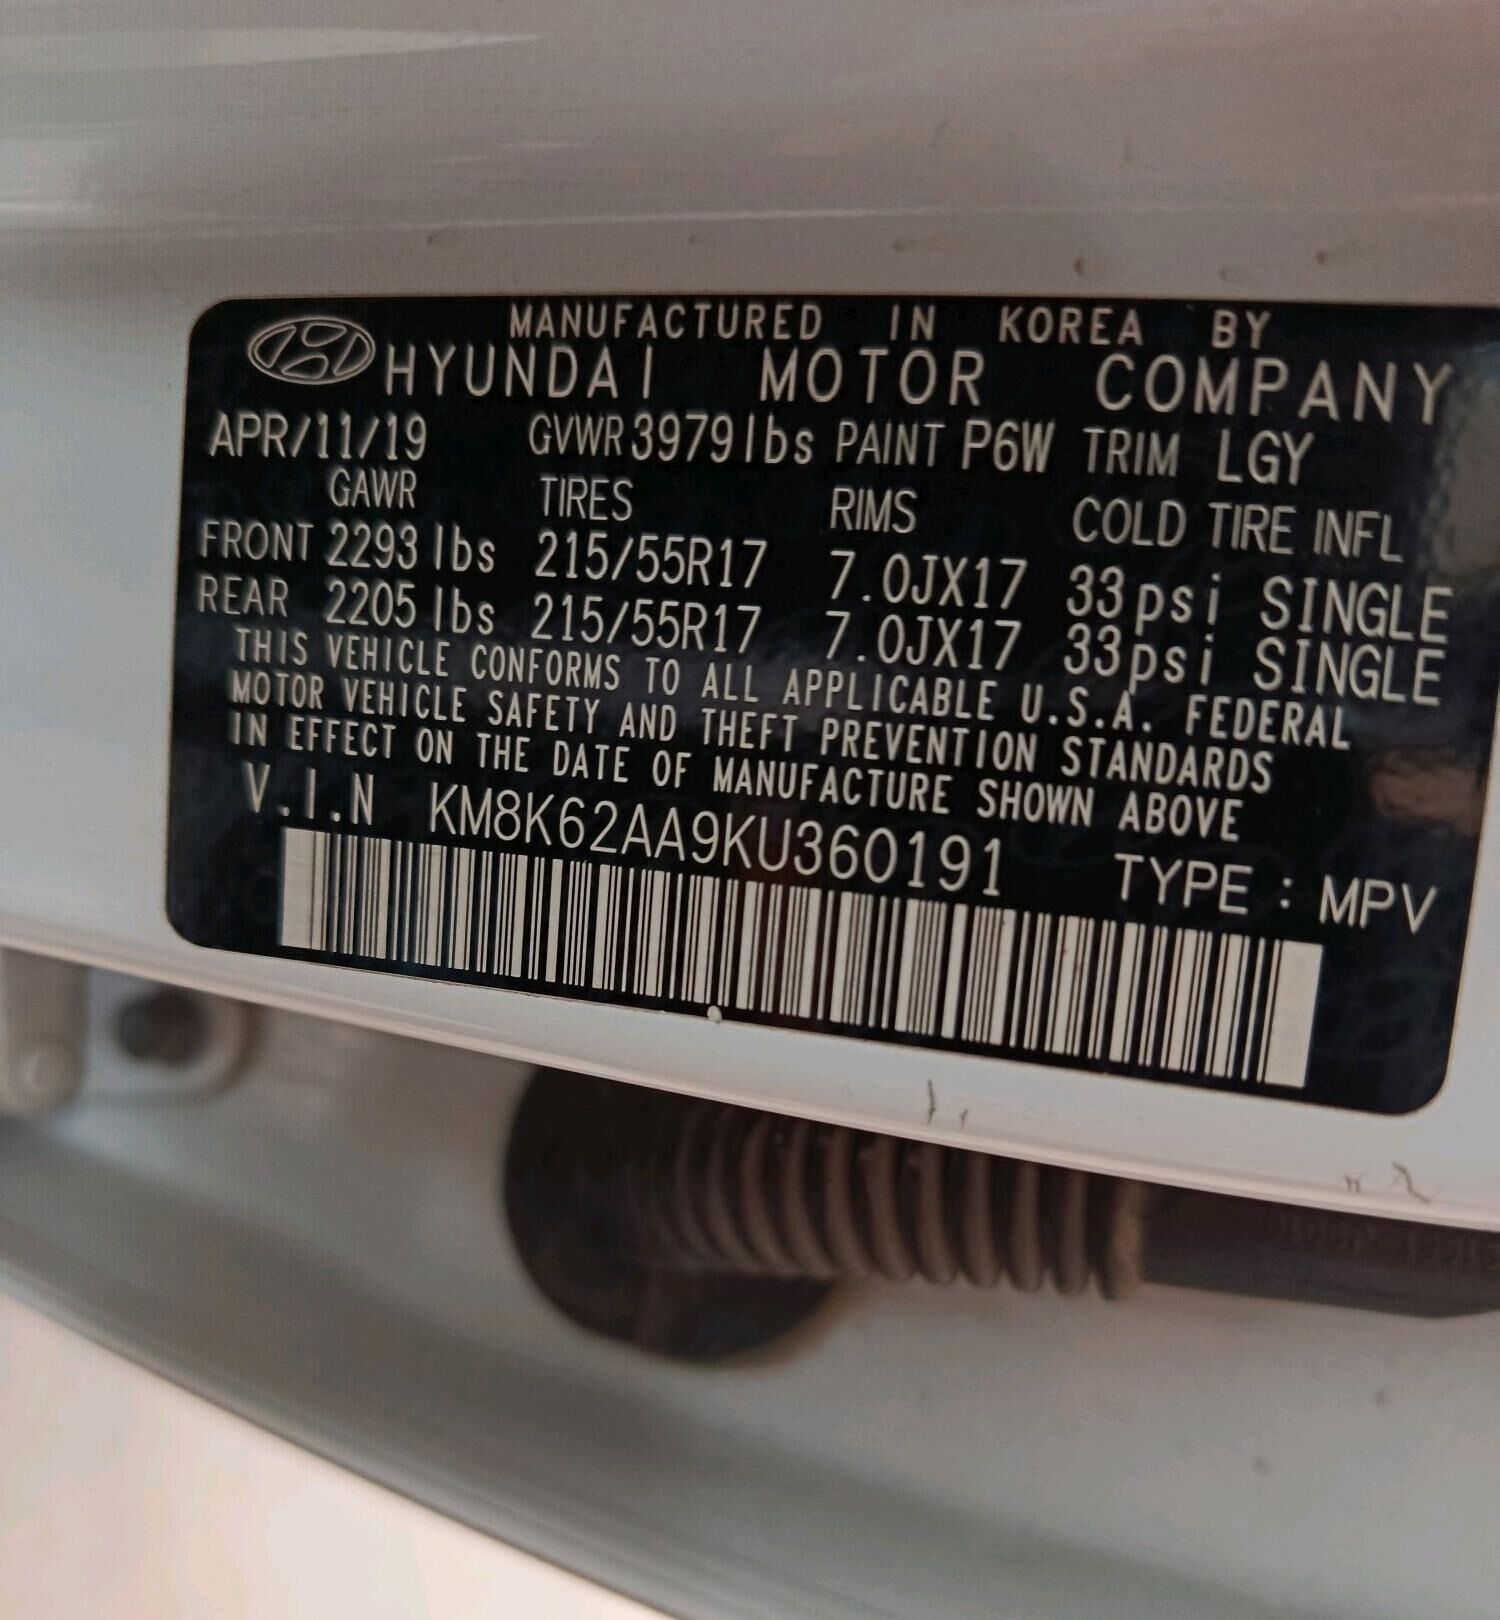 MANUFACTURED IN KOREA BY
HYUNDAI MOTOR COMPANY
APR/11/19 GVWR 3979lbs PAINT P6W TRIM LGY
GAWR TIRES RIMS COLD TIRE INFL
FRONT 2293 lbs 215/55R17 7.0JX17 33psi SINGLE
REAR 2205 lbs 215/55R17 7.0JX17 33psi SINGLE
THIS VEHICLE CONFORMS TO ALL APPLICABLE U.S.A. FEDERAL
MOTOR VEHICLE SAFETY AND THEFT PREVENTION STANDARDS
IN EFFECT ON THE DATE OF MANUFACTURE SHOWN ABOVE
V.I.N KM8K62AA9KU360191 TYPE : MPV